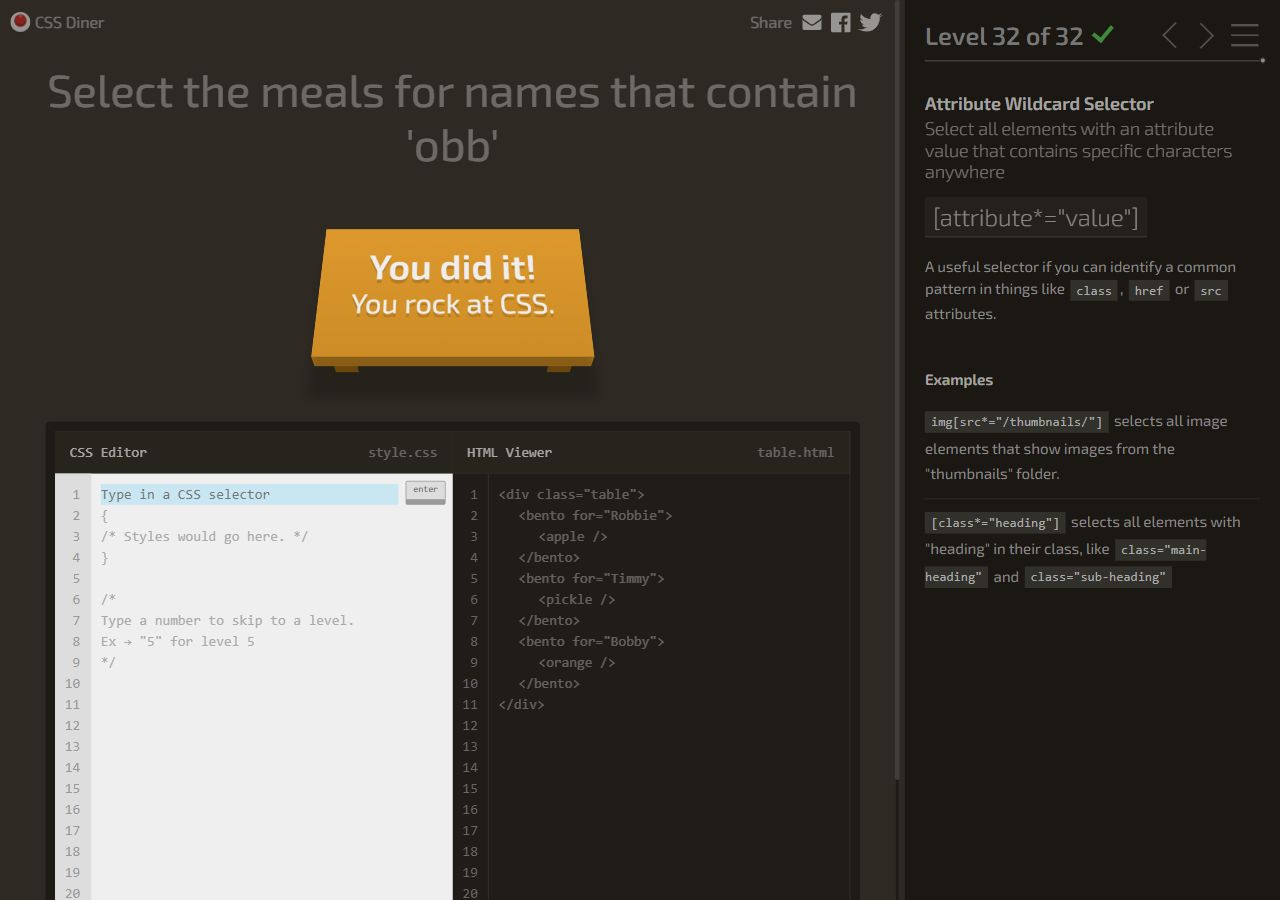 CSS Diner
Share
Select the meals for names that contain
'obb'
You did it!
You rock at CSS.
CSS Editor style.css
1 Type in a CSS selector enter
2 {
3 /* Styles would go here. */
4 }
5
6 /*
7 Type a number to skip to a level.
8 Ex → "5" for level 5
9 */
10
11
12
13
14
15
16
17
18
19
20
HTML Viewer table.html
1 <div class="table">
2 <bento for="Robbie">
3 <apple />
4 </bento>
5 <bento for="Timmy">
6 <pickle />
7 </bento>
8 <bento for="Bobby">
9 <orange />
10 </bento>
11 </div>
12
13
14
15
16
17
18
19
20
Level 32 of 32
Attribute Wildcard Selector
Select all elements with an attribute
value that contains specific characters
anywhere
[attribute*="value"]
A useful selector if you can identify a common
pattern in things like class , href or src
attributes.
Examples
img[src*="/thumbnails/"] selects all image
elements that show images from the
"thumbnails" folder.
[class*="heading"] selects all elements with
"heading" in their class, like class="main-
heading" and class="sub-heading"